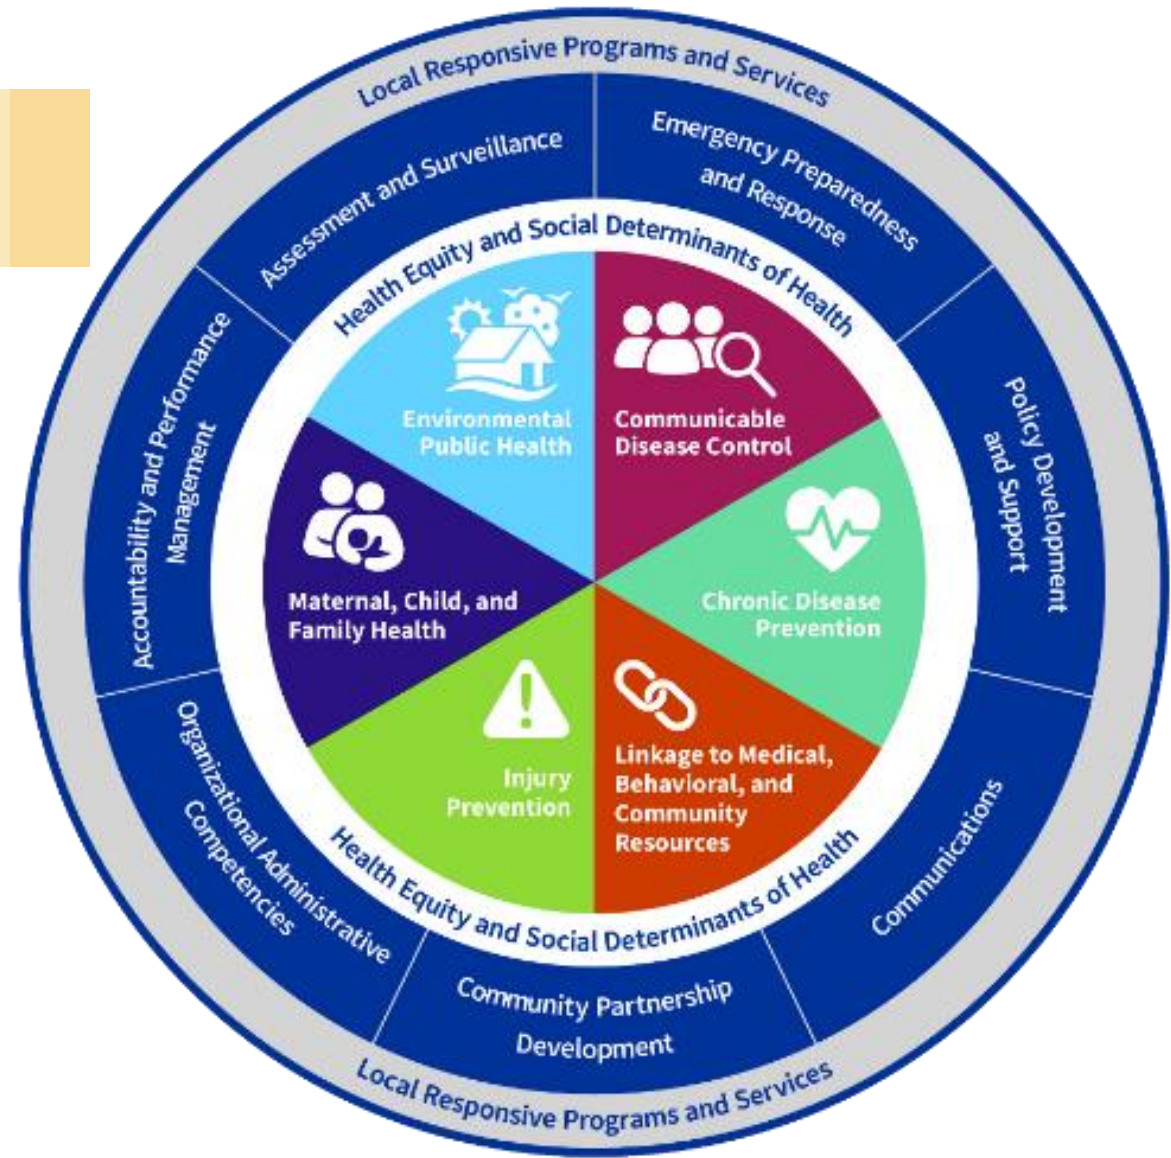 Local Responsive Programs and Services
Assessment and Surveillance
Emergency Preparedness
and Response
Policy Development
and Support
Communications
Community Partnership
Development
Organizational Administrative
Competencies
Accountability and Performance
Management
Health Equity and Social Determinants of Health
Environmental
Public Health
Communicable
Disease Control
Chronic Disease
Prevention
Linkage to Medical,
Behavioral, and
Community
Resources
Injury
Prevention
Maternal, Child, and
Family Health
Health Equity and Social Determinants of Health
Local Responsive Programs and Services